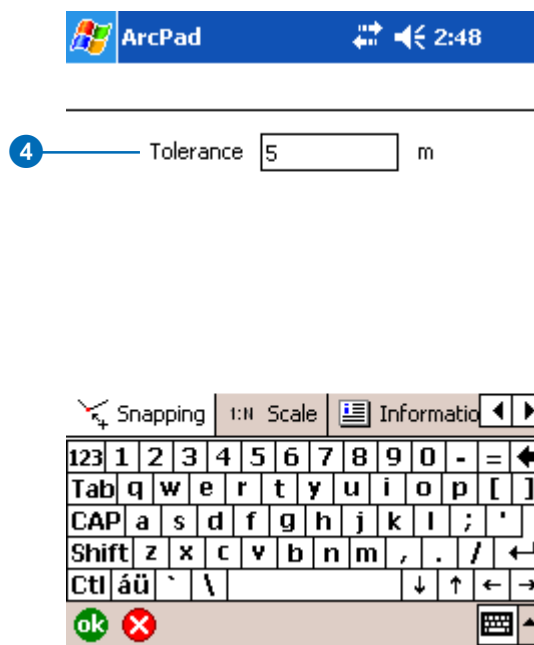 ArcPad 2:48
4 Tolerance 5 m
Snapping 1:N Scale Informatio
123 1 2 3 4 5 6 7 8 9 0 - =
Tab q w e r t y u i o p [ ]
CAP a s d f g h j k l ; '
Shift z x c v b n m , . /
Ctl áü ` \
ok